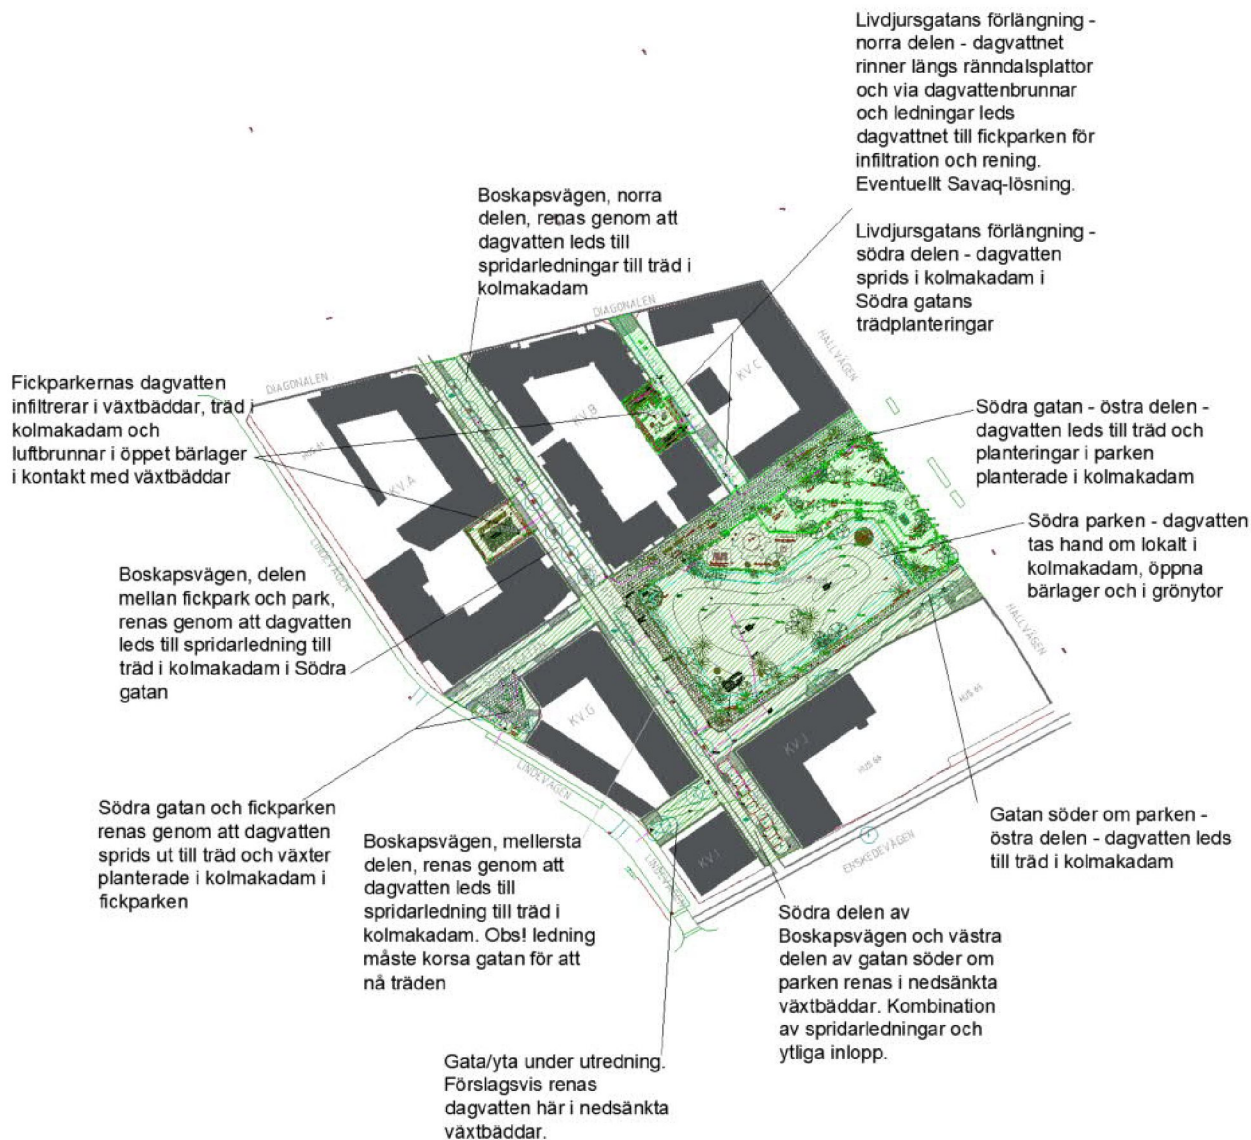 Livdjursgatans förlängning -
norra delen - dagvattnet
rinner längs ränndalsplattor
och via dagvattenbrunnar
och ledningar leds
dagvattnet till fickparken för
infiltration och rening.
Eventuellt Savaq-lösning.
Boskapsvägen, norra
delen, renas genom att
dagvatten leds till
spridarledningar till träd i
kolmakadam
Livdjursgatans förlängning -
södra delen - dagvatten
sprids i kolmakadam i
Södra gatans
trädplanteringar
Fickparkernas dagvatten
infiltrerar i växtbäddar, träd i
kolmakadam och
luftbrunnar i öppet bärlager
i kontakt med växtbäddar
Södra gatan - östra delen -
dagvatten leds till träd och
planteringar i parken
planterade i kolmakadam
Södra parken - dagvatten
tas hand om lokalt i
kolmakadam, öppna
bärlager och i grönytor
Boskapsvägen, delen
mellan fickpark och park,
renas genom att dagvatten
leds till spridarledning till
träd i kolmakadam i Södra
gatan
Södra gatan och fickparken
renas genom att dagvatten
sprids ut till träd och växter
planterade i kolmakadam i
fickparken
Boskapsvägen, mellersta
delen, renas genom att
dagvatten leds till
spridarledning till träd i
kolmakadam. Obs! ledning
måste korsa gatan för att
nå träden
Gatan söder om parken -
östra delen - dagvatten leds
till träd i kolmakadam
Södra delen av
Boskapsvägen och västra
delen av gatan söder om
parken renas i nedsänkta
växtbäddar. Kombination
av spridarledningar och
ytliga inlopp.
Gata/yta under utredning.
Förslagsvis renas
dagvatten här i nedsänkta
växtbäddar.
DIAGONALEN
DIAGONALEN
HALLVÄGEN
HALLVÄGEN
LINDEVÄGEN
LINDEVÄGEN
LINDEVÄGEN
ENSKEDEVÄGEN
KV.A
KV.B
KV.C
KV.G
KV.I
KV.J
HUS 65
HUS 66